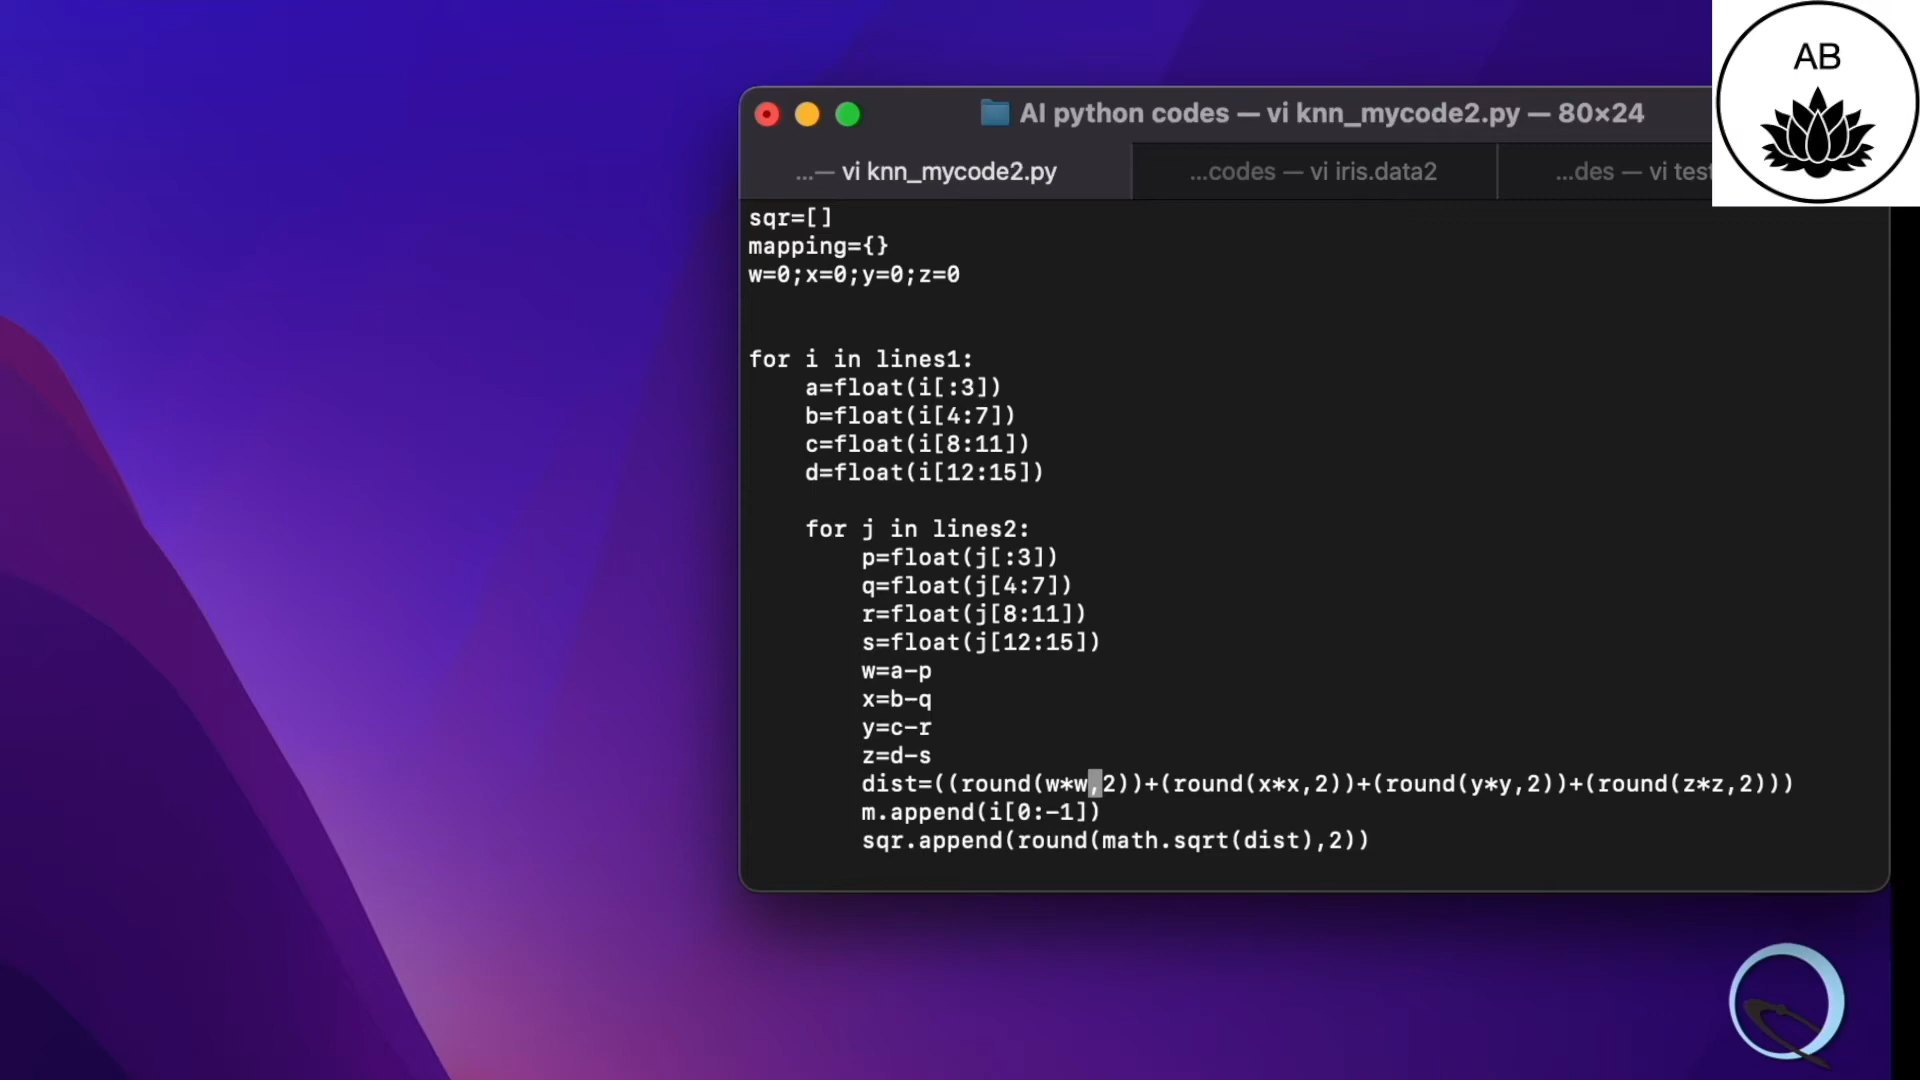 AB
AI python codes — vi knn_mycode2.py — 80×24
...— vi knn_mycode2.py
...codes — vi iris.data2
...des — vi test
sqr=[]
mapping={}
w=0;x=0;y=0;z=0
for i in lines1:
a=float(i[:3])
b=float(i[4:7])
c=float(i[8:11])
d=float(i[12:15])
for j in lines2:
p=float(j[:3])
q=float(j[4:7])
r=float(j[8:11])
s=float(j[12:15])
w=a-p
x=b-q
y=c-r
z=d-s
dist=((round(w*w,2))+(round(x*x,2))+(round(y*y,2))+(round(z*z,2)))
m.append(i[0:-1])
sqr.append(round(math.sqrt(dist),2))